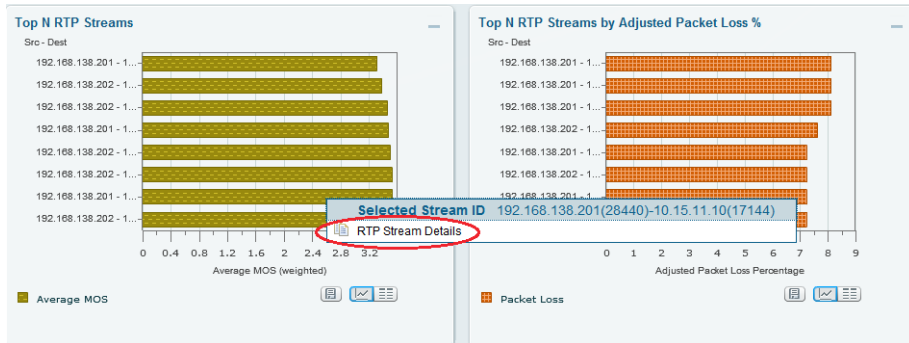 Top N RTP Streams
Src - Dest
192.168.138.201 - 1...
192.168.138.202 - 1...
192.168.138.202 - 1...
192.168.138.201 - 1...
192.168.138.202 - 1...
192.168.138.202 - 1...
192.168.138.201 - 1...
192.168.138.202 - 1...
0 0.4 0.8 1.2 1.6 2 2.4 2.8 3.2
Average MOS (weighted)
Average MOS
Top N RTP Streams by Adjusted Packet Loss %
Src - Dest
192.168.138.201 - 1...
192.168.138.201 - 1...
192.168.138.201 - 1...
192.168.138.202 - 1...
192.168.138.201 - 1...
192.168.138.202 - 1...
192.168.138.201 - 1...
Selected Stream ID 192.168.138.201(28440)-10.15.11.10(17144)
RTP Stream Details
0 1 2 3 4 5 6 7 8 9
Adjusted Packet Loss Percentage
Packet Loss